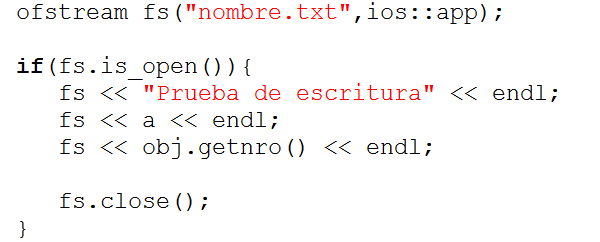 ofstream fs("nombre.txt",ios::app);
if(fs.is_open()){
fs << "Prueba de escritura" << endl;
fs << a << endl;
fs << obj.getnro() << endl;
fs.close();
}